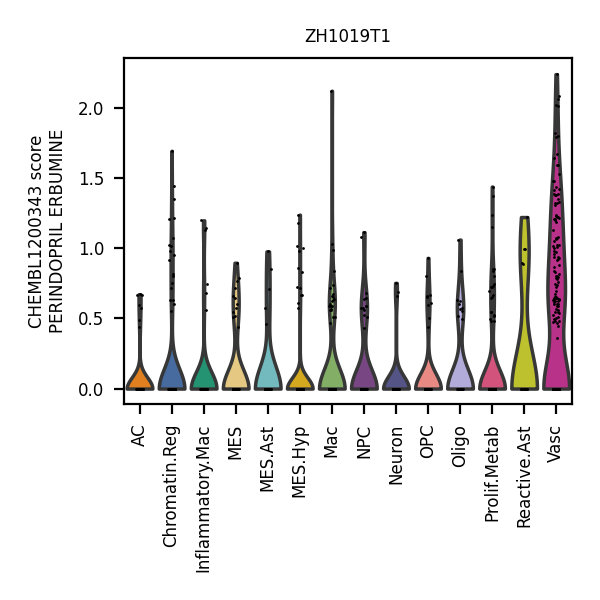 ZH1019T1
CHEMBL1200343 score
PERINDOPRIL ERBUMINE
2.0
1.5
1.0
0.5
0.0
AC
Chromatin.Reg
Inflammatory.Mac
MES
MES.Ast
MES.Hyp
Mac
NPC
Neuron
OPC
Oligo
Prolif.Metab
Reactive.Ast
Vasc